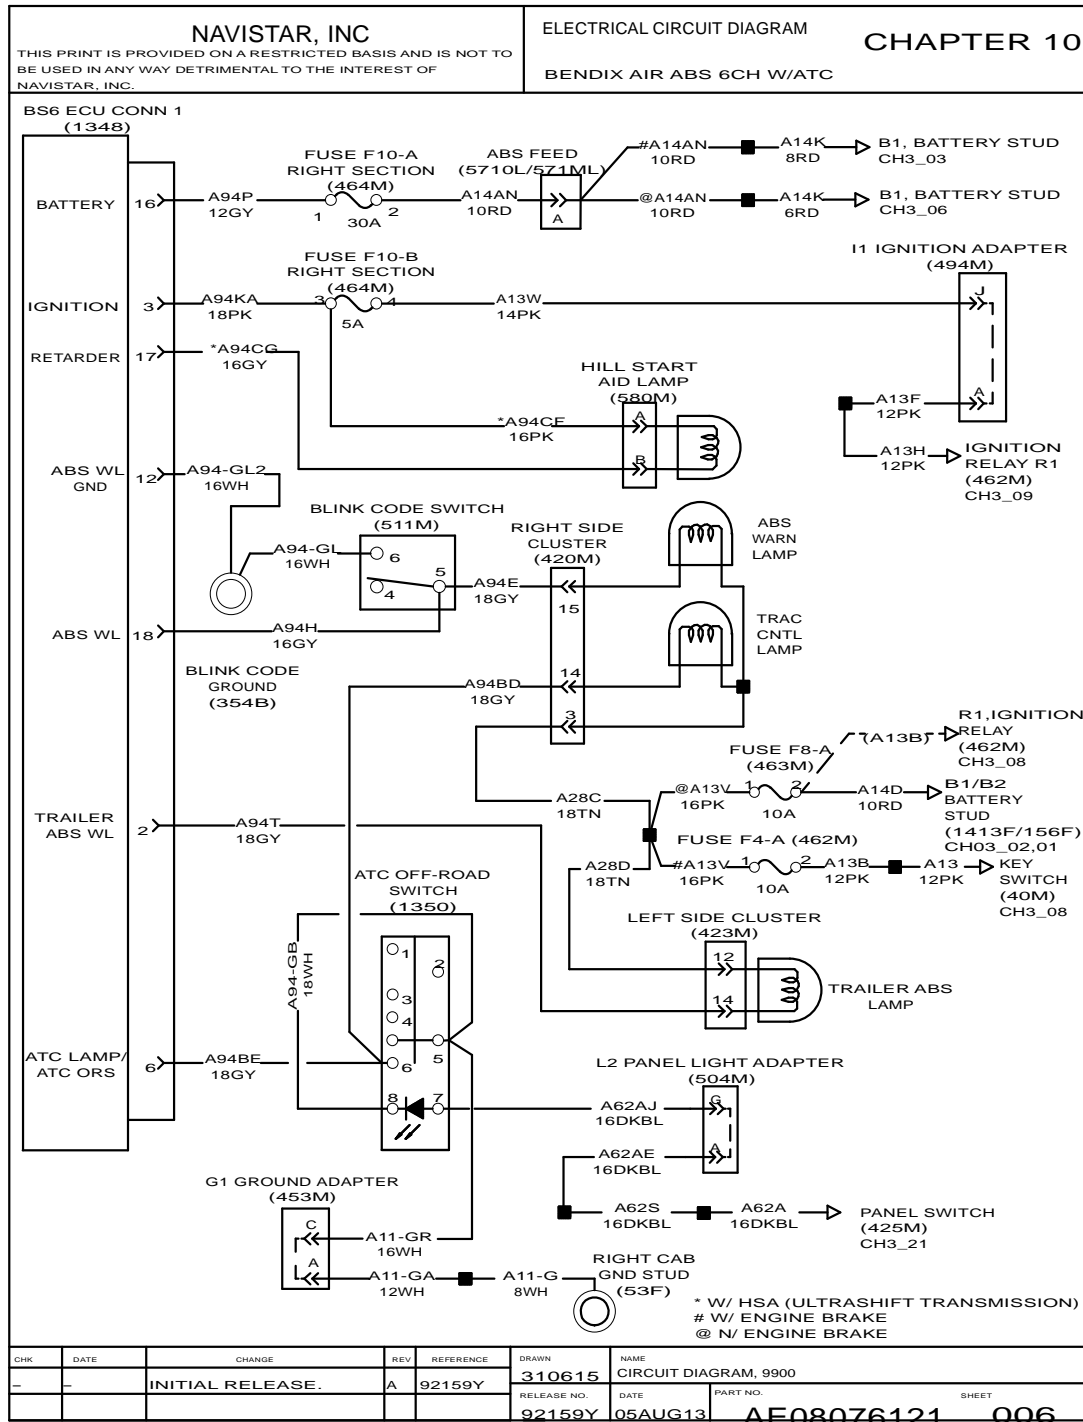 NAVISTAR, INC
THIS PRINT IS PROVIDED ON A RESTRICTED BASIS AND IS NOT TO
BE USED IN ANY WAY DETRIMENTAL TO THE INTEREST OF
NAVISTAR, INC.
ELECTRICAL CIRCUIT DIAGRAM
BENDIX AIR ABS 6CH W/ATC
CHAPTER 10
BS6 ECU CONN 1
(1348)
BATTERY
16
A94P
12GY
FUSE F10-A
RIGHT SECTION
(464M)
1
2
30A
A14AN
10RD
ABS FEED
(5710L/571ML)
A
#A14AN
10RD
A14K
8RD
B1, BATTERY STUD
CH3_03
@A14AN
10RD
A14K
6RD
B1, BATTERY STUD
CH3_06
IGNITION
3
A94KA
18PK
FUSE F10-B
RIGHT SECTION
(464M)
3
4
5A
A13W
14PK
I1 IGNITION ADAPTER
(494M)
J
A
A13F
12PK
A13H
12PK
IGNITION
RELAY R1
(462M)
CH3_09
RETARDER
17
*A94CG
16GY
HILL START
AID LAMP
(580M)
A
B
*A94CF
16PK
ABS WL
GND
12
A94-GL2
16WH
BLINK CODE SWITCH
(511M)
6
5
4
A94-GL
16WH
A94E
18GY
RIGHT SIDE
CLUSTER
(420M)
15
14
3
ABS
WARN
LAMP
TRAC
CNTL
LAMP
ABS WL
18
A94H
16GY
BLINK CODE
GROUND
(354B)
A94BD
18GY
R1,IGNITION
RELAY
(462M)
CH3_08
(A13B)
FUSE F8-A
(463M)
@A13V
16PK
1
2
10A
A14D
10RD
B1/B2
BATTERY
STUD
(1413F/156F)
CH03_02,01
A28C
18TN
FUSE F4-A (462M)
#A13V
16PK
1
2
10A
A13B
12PK
A13
12PK
KEY
SWITCH
(40M)
CH3_08
A28D
18TN
TRAILER
ABS WL
2
A94T
18GY
ATC OFF-ROAD
SWITCH
(1350)
1
2
3
4
5
6
8
7
A94-GB
18WH
LEFT SIDE CLUSTER
(423M)
12
14
TRAILER ABS
LAMP
ATC LAMP/
ATC ORS
6
A94BE
18GY
L2 PANEL LIGHT ADAPTER
(504M)
G
A
A62AJ
16DKBL
A62AE
16DKBL
A62S
16DKBL
A62A
16DKBL
PANEL SWITCH
(425M)
CH3_21
G1 GROUND ADAPTER
(453M)
C
A
A11-GR
16WH
A11-GA
12WH
A11-G
8WH
RIGHT CAB
GND STUD
(53F)
* W/ HSA (ULTRASHIFT TRANSMISSION)
# W/ ENGINE BRAKE
@ N/ ENGINE BRAKE
CHK DATE CHANGE REV REFERENCE
– – INITIAL RELEASE. A 92159Y
DRAWN
310615
NAME
CIRCUIT DIAGRAM, 9900
RELEASE NO.
92159Y
DATE
05AUG13
PART NO.
AE08076121
SHEET
006